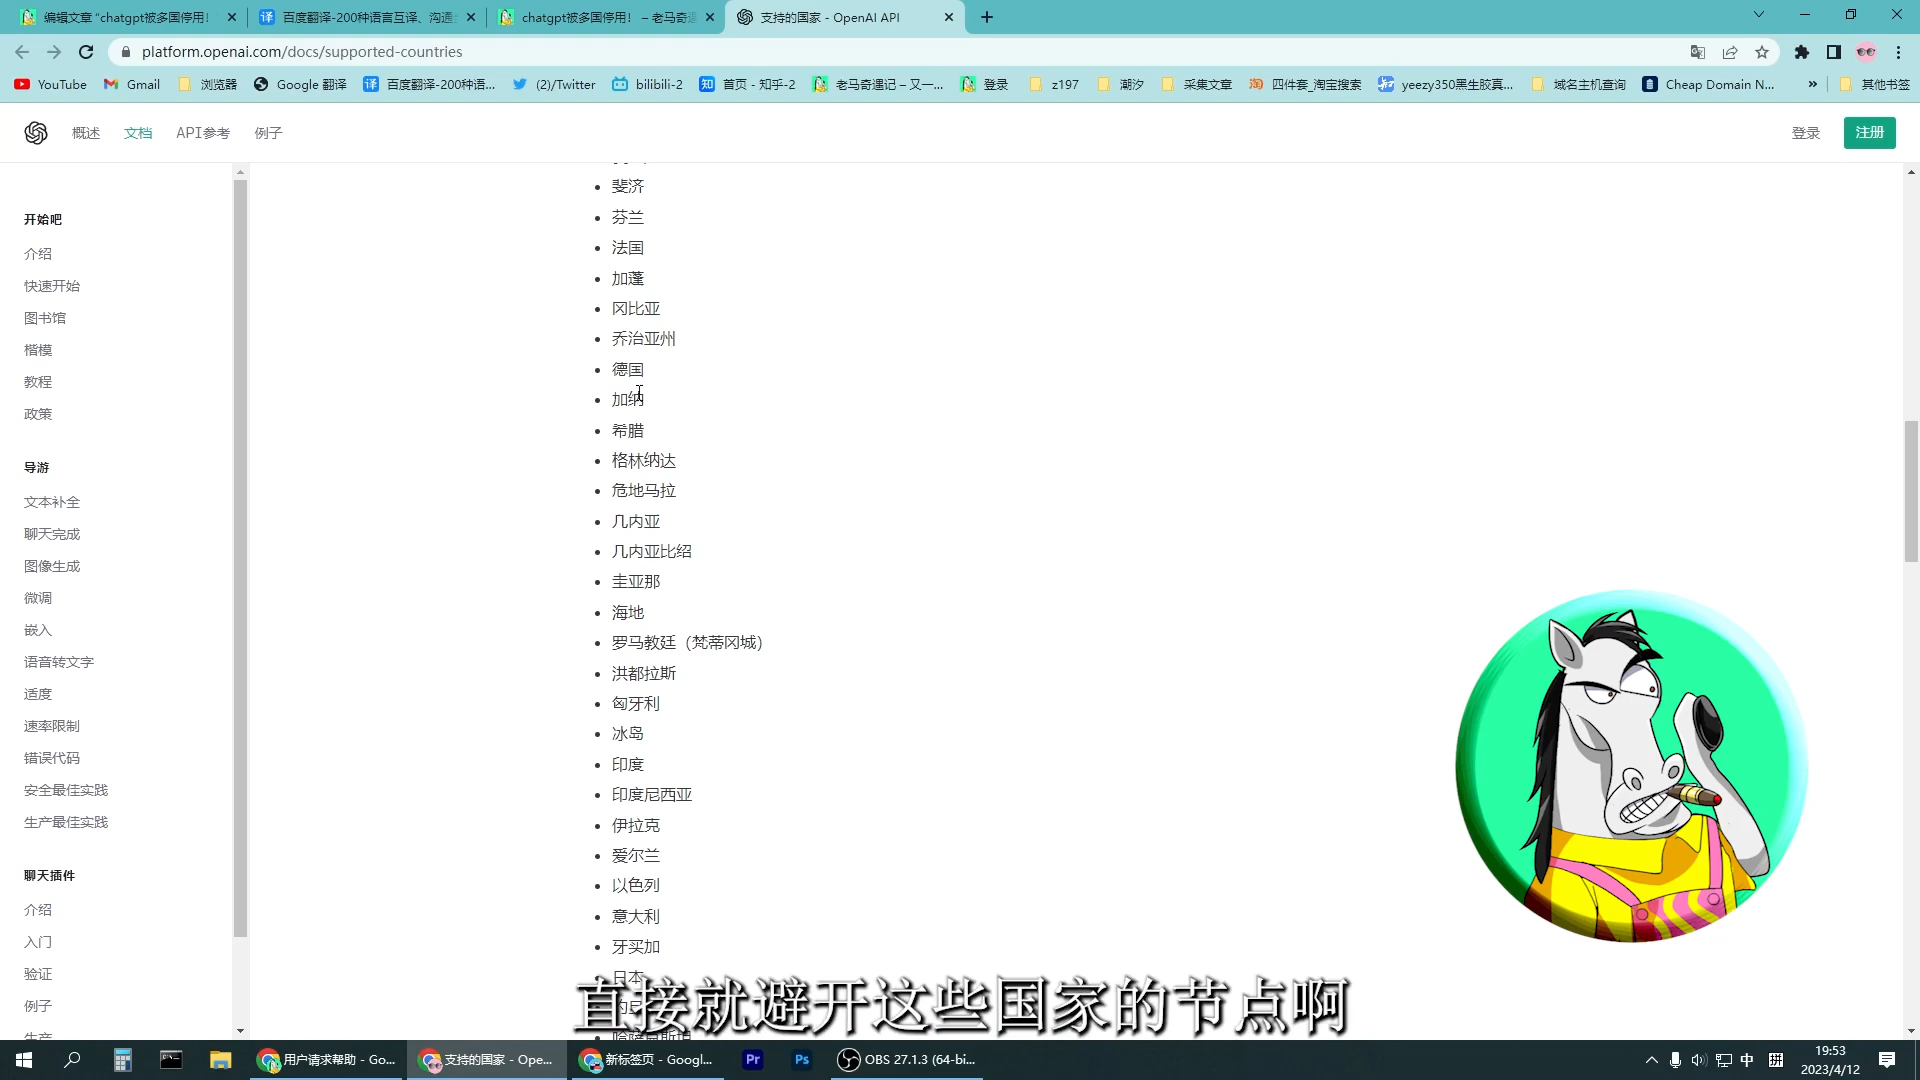 编辑文章 "chatgpt被多国停用!
百度翻译-200种语言互译、沟通
chatgpt被多国停用! – 老马奇遇
支持的国家 - OpenAI API
platform.openai.com/docs/supported-countries
YouTube
Gmail
浏览器
Google 翻译
百度翻译-200种语...
(2)/Twitter
bilibili-2
首页 - 知乎-2
老马奇遇记 – 又一...
登录
z197
潮汐
采集文章
四件套_淘宝搜索
yeezy350黑生胶真...
域名主机查询
Cheap Domain N...
其他书签
概述
文档
API参考
例子
登录
注册
开始吧
介绍
快速开始
图书馆
楷模
教程
政策
导游
文本补全
聊天完成
图像生成
微调
嵌入
语音转文字
适度
速率限制
错误代码
安全最佳实践
生产最佳实践
聊天插件
介绍
入门
验证
例子
生产
斐济
芬兰
法国
加蓬
冈比亚
乔治亚州
德国
加纳
希腊
格林纳达
危地马拉
几内亚
几内亚比绍
圭亚那
海地
罗马教廷（梵蒂冈城）
洪都拉斯
匈牙利
冰岛
印度
印度尼西亚
伊拉克
爱尔兰
以色列
意大利
牙买加
日本
直接就避开这些国家的节点啊
用户请求帮助 - Go...
支持的国家 - Ope...
新标签页 - Googl...
Pr
Ps
OBS 27.1.3 (64-bi...
中
拼
19:53
2023/4/12